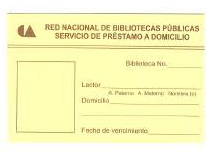 RED NACIONAL DE BIBLIOTECAS PÚBLICAS
SERVICIO DE PRÉSTAMO A DOMICILIO
Biblioteca No.
Lector
A. Paterno A. Materno Nombre (s)
Domicilio
Fecha de vencimiento